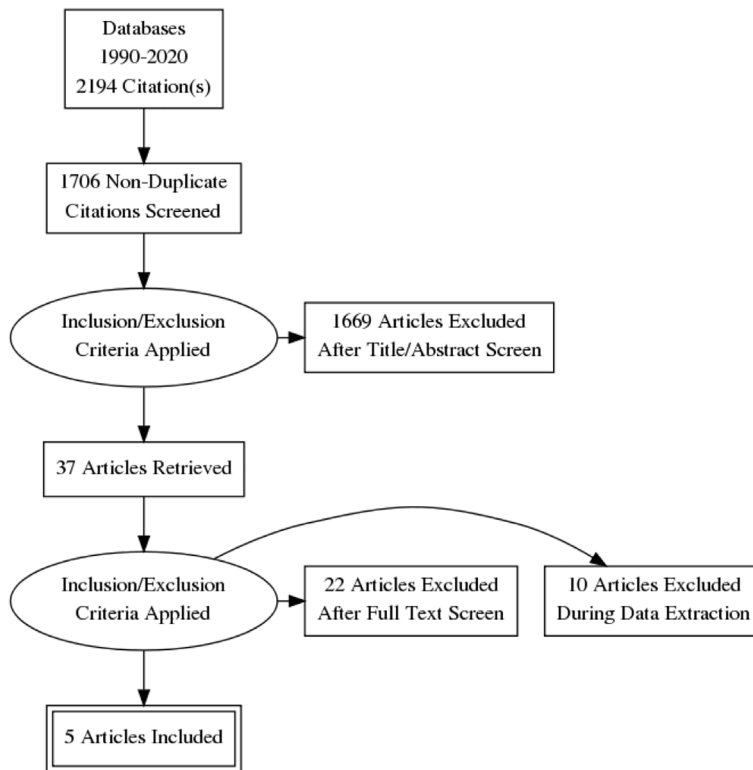 Databases
1990-2020
2194 Citation(s)
1706 Non-Duplicate
Citations Screened
Inclusion/Exclusion
Criteria Applied
1669 Articles Excluded
After Title/Abstract Screen
37 Articles Retrieved
Inclusion/Exclusion
Criteria Applied
22 Articles Excluded
After Full Text Screen
10 Articles Excluded
During Data Extraction
5 Articles Included